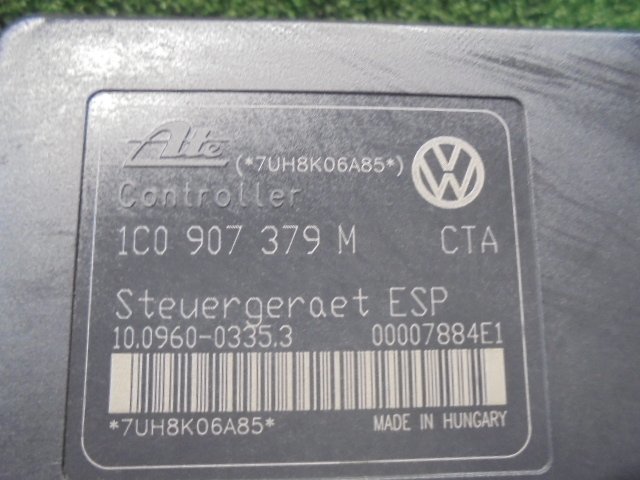 Ate (*7UH8K06A85*)
Controller
1C0 907 379 M CTA
Steuergeraet ESP
10.0960-0335.3 00007884E1
*7UH8K06A85* MADE IN HUNGARY